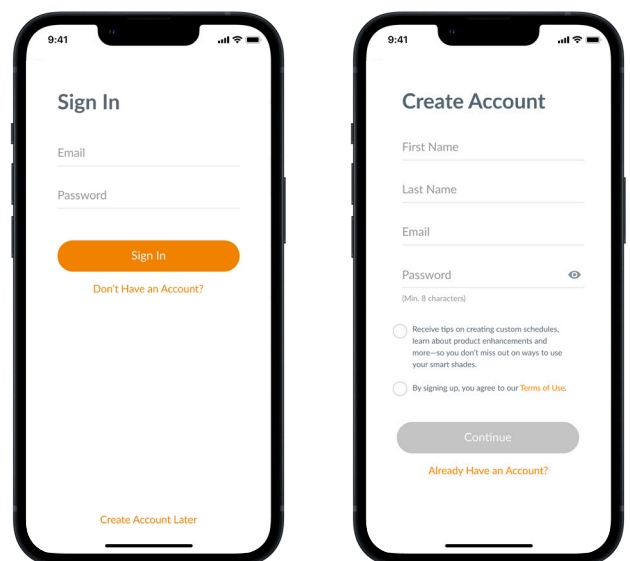 9:41
Sign In
Email
Password
Sign In
Don't Have an Account?
Create Account Later
9:41
Create Account
First Name
Last Name
Email
Password
(Min. 8 characters)
Receive tips on creating custom schedules,
learn about product enhancements and
more—so you don't miss out on ways to use
your smart shades.
By signing up, you agree to our Terms of Use.
Continue
Already Have an Account?